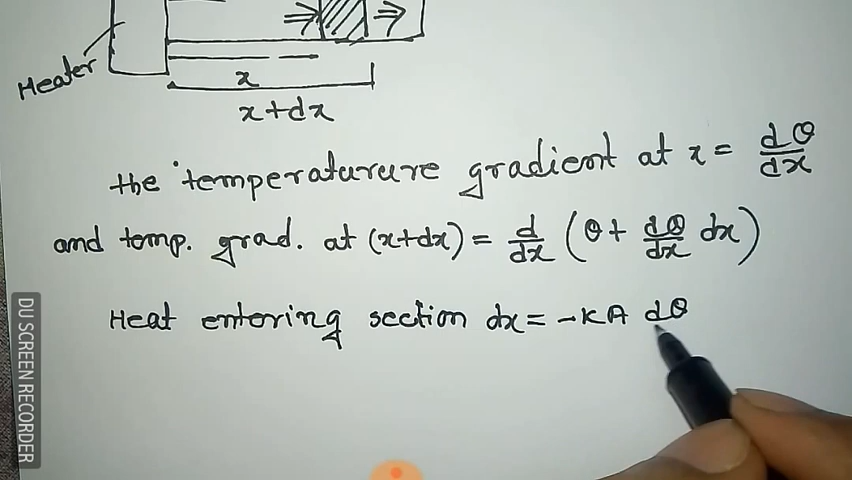 Heater
x
x+dx
the temperaturure gradient at x = dθ/dx
and temp. grad. at (x+dx) = d/dx (θ + dθ/dx dx)
Heat entering section dx = -KA dθ
DU SCREEN RECORDER